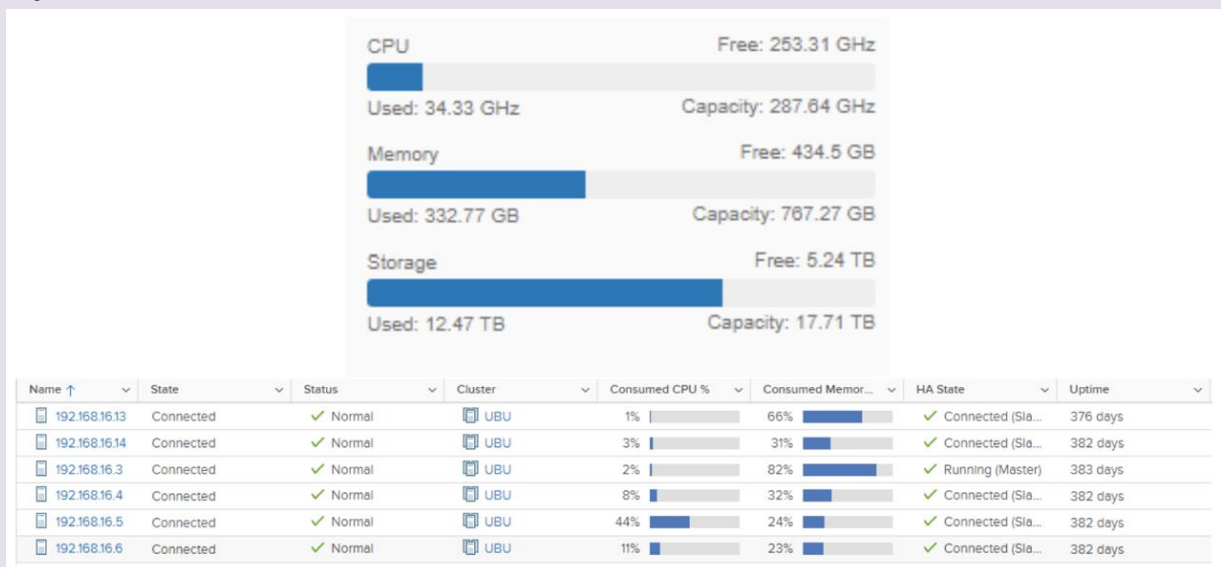 CPU Free: 253.31 GHz
Used: 34.33 GHz Capacity: 287.64 GHz
Memory Free: 434.5 GB
Used: 332.77 GB Capacity: 767.27 GB
Storage Free: 5.24 TB
Used: 12.47 TB Capacity: 17.71 TB
Name ↑ State Status Cluster Consumed CPU % Consumed Memor... HA State Uptime
192.168.16.13 Connected Normal UBU 1% 66% Connected (Sla... 376 days
192.168.16.14 Connected Normal UBU 3% 31% Connected (Sla... 382 days
192.168.16.3 Connected Normal UBU 2% 82% Running (Master) 383 days
192.168.16.4 Connected Normal UBU 8% 32% Connected (Sla... 382 days
192.168.16.5 Connected Normal UBU 44% 24% Connected (Sla... 382 days
192.168.16.6 Connected Normal UBU 11% 23% Connected (Sla... 382 days